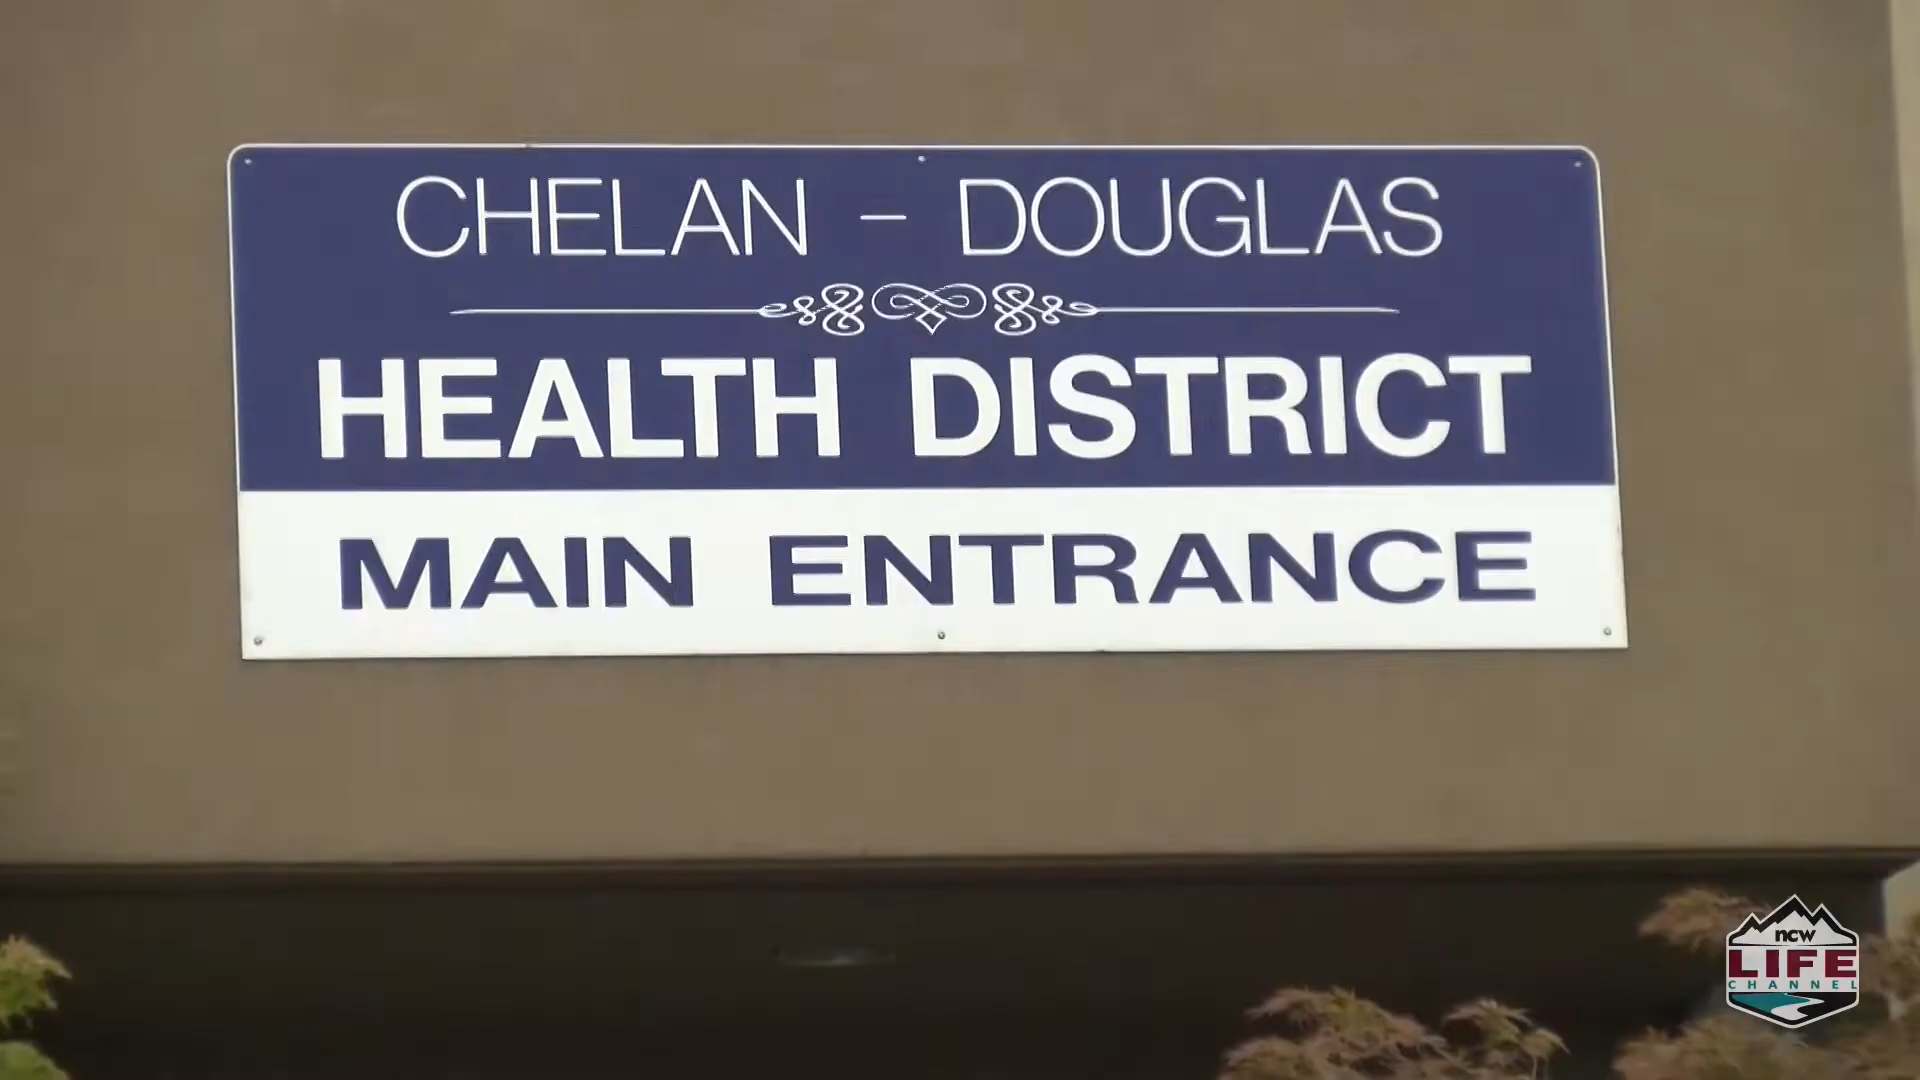 CHELAN – DOUGLAS
HEALTH DISTRICT
MAIN ENTRANCE
ncw
LIFE
CHANNEL